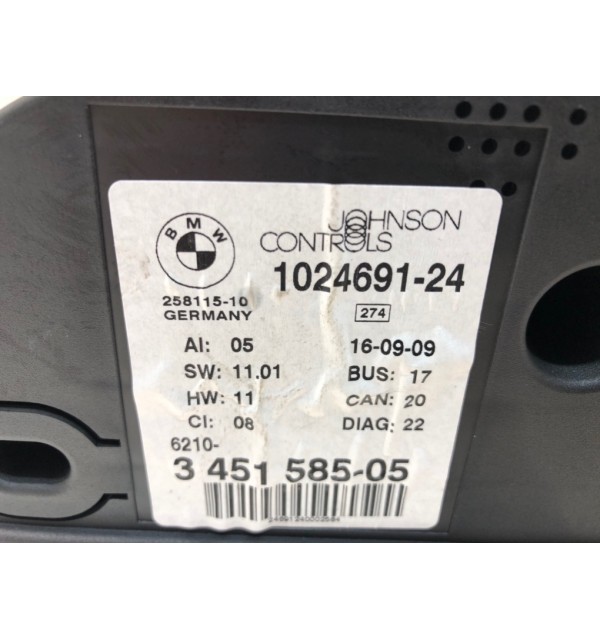 BMW
JOHNSON
CONTROLS
1024691-24
258115-10
GERMANY
274
AI: 05
16-09-09
SW: 11.01
BUS: 17
HW: 11
CAN: 20
CI: 08
DIAG: 22
6210-
3 451 585-05